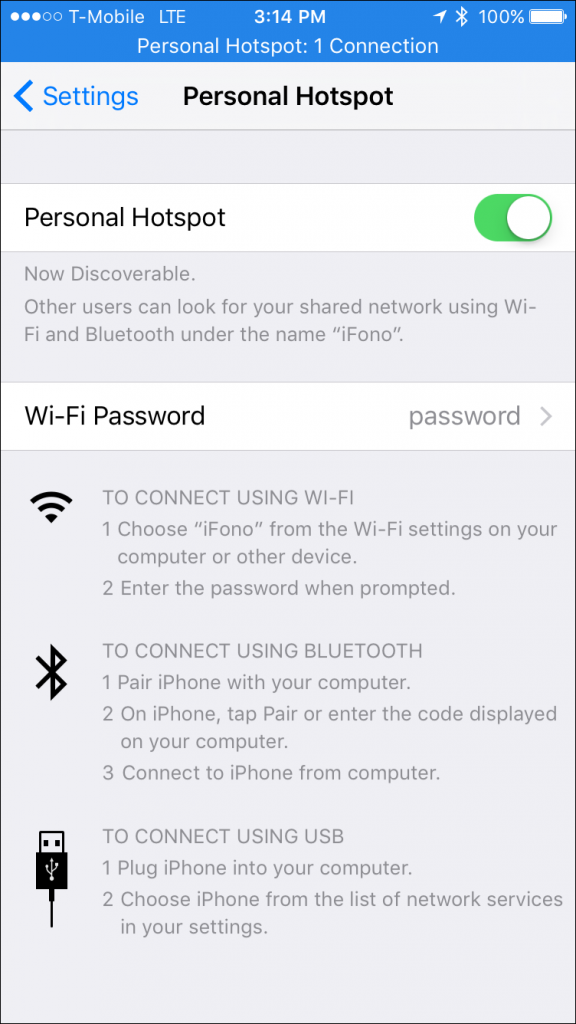 T-Mobile LTE 3:14 PM 100%
Personal Hotspot: 1 Connection
Settings Personal Hotspot
Personal Hotspot
Now Discoverable.
Other users can look for your shared network using Wi-
Fi and Bluetooth under the name “iFono”.
Wi-Fi Password password
TO CONNECT USING WI-FI
1 Choose “iFono” from the Wi-Fi settings on your
computer or other device.
2 Enter the password when prompted.
TO CONNECT USING BLUETOOTH
1 Pair iPhone with your computer.
2 On iPhone, tap Pair or enter the code displayed
on your computer.
3 Connect to iPhone from computer.
TO CONNECT USING USB
1 Plug iPhone into your computer.
2 Choose iPhone from the list of network services
in your settings.